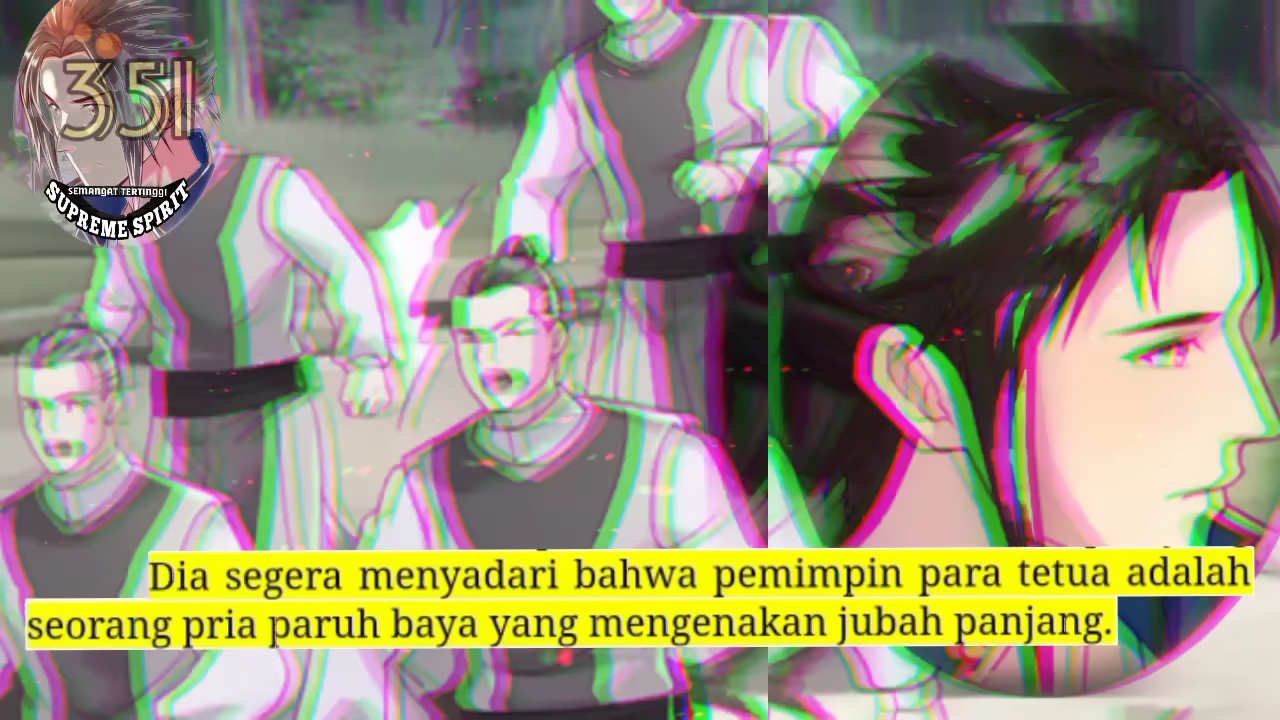 351
SEMANGAT TERTINGGI
SUPREME SPIRIT
Dia segera menyadari bahwa pemimpin para tetua adalah
seorang pria paruh baya yang mengenakan jubah panjang.